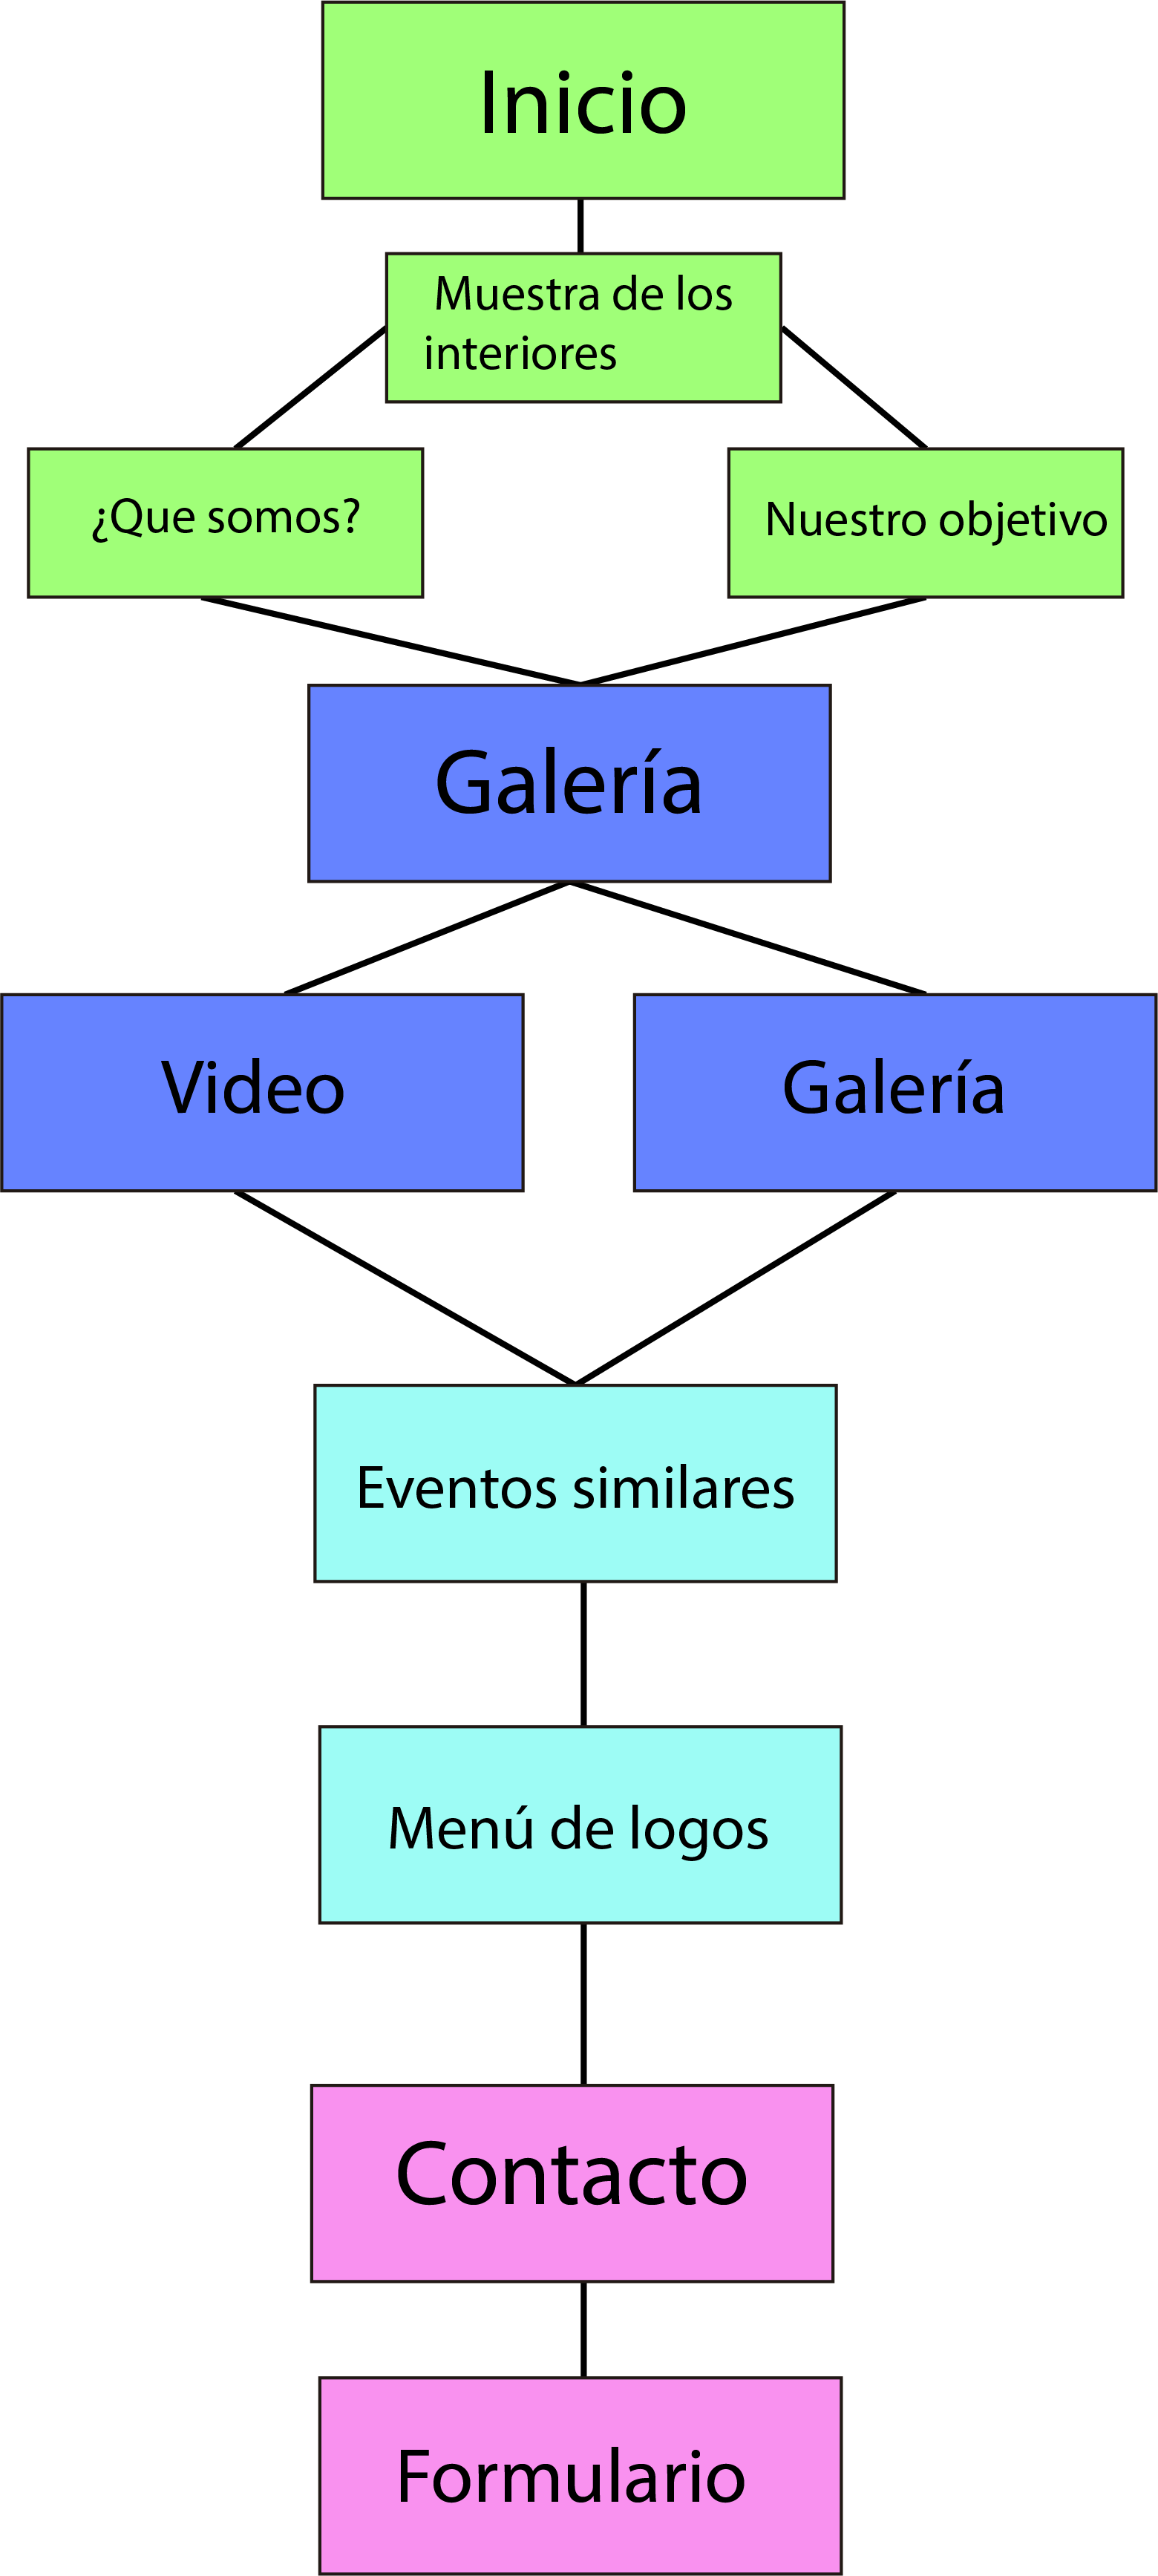 Inicio
Muestra de los
interiores
¿Que somos?
Nuestro objetivo
Galería
Video
Galería
Eventos similares
Menú de logos
Contacto
Formulario